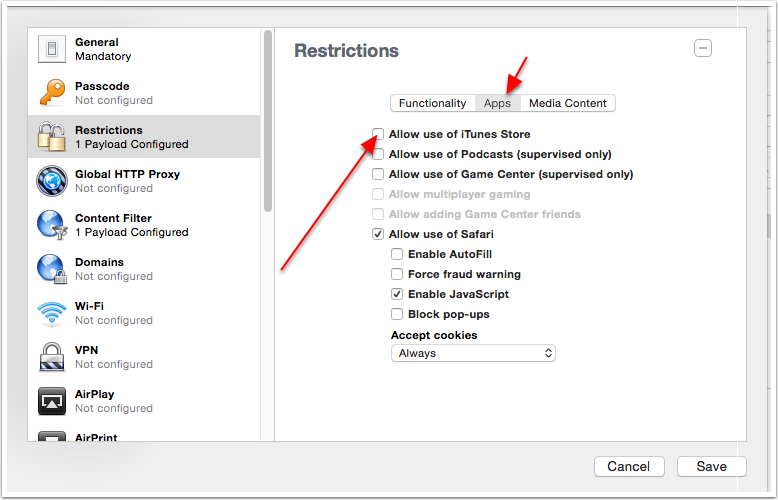 General
Mandatory
Passcode
Not configured
Restrictions
1 Payload Configured
Global HTTP Proxy
Not configured
Content Filter
1 Payload Configured
Domains
Not configured
Wi-Fi
Not configured
VPN
Not configured
AirPlay
Not configured
AirPrint
Restrictions
Functionality Apps Media Content
Allow use of iTunes Store
Allow use of Podcasts (supervised only)
Allow use of Game Center (supervised only)
Allow multiplayer gaming
Allow adding Game Center friends
Allow use of Safari
Enable AutoFill
Force fraud warning
Enable JavaScript
Block pop-ups
Accept cookies
Always
Cancel Save